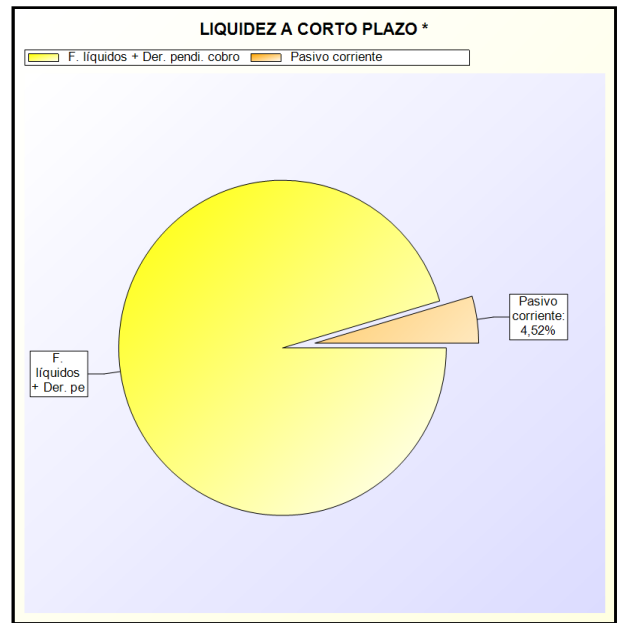 LIQUIDEZ A CORTO PLAZO *
F. líquidos + Der. pendi. cobro
Pasivo corriente
Pasivo
corriente:
4,52%
F.
líquidos
+ Der. pe